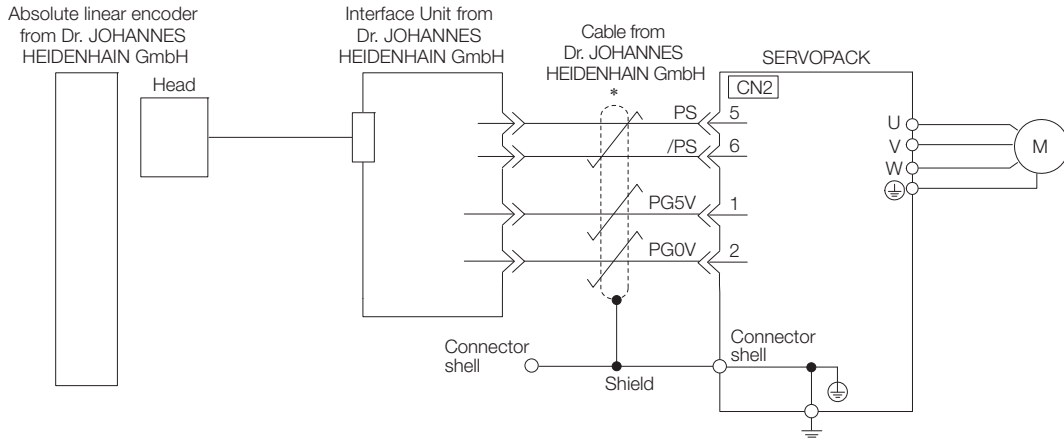 Absolute linear encoder
from Dr. JOHANNES
HEIDENHAIN GmbH
Interface Unit from
Dr. JOHANNES
HEIDENHAIN GmbH
Cable from
Dr. JOHANNES
HEIDENHAIN GmbH
*
SERVOPACK
Head
CN2
PS
5
/PS
6
PG5V
1
PG0V
2
U
V
W
M
Connector
shell
Shield
Connector
shell